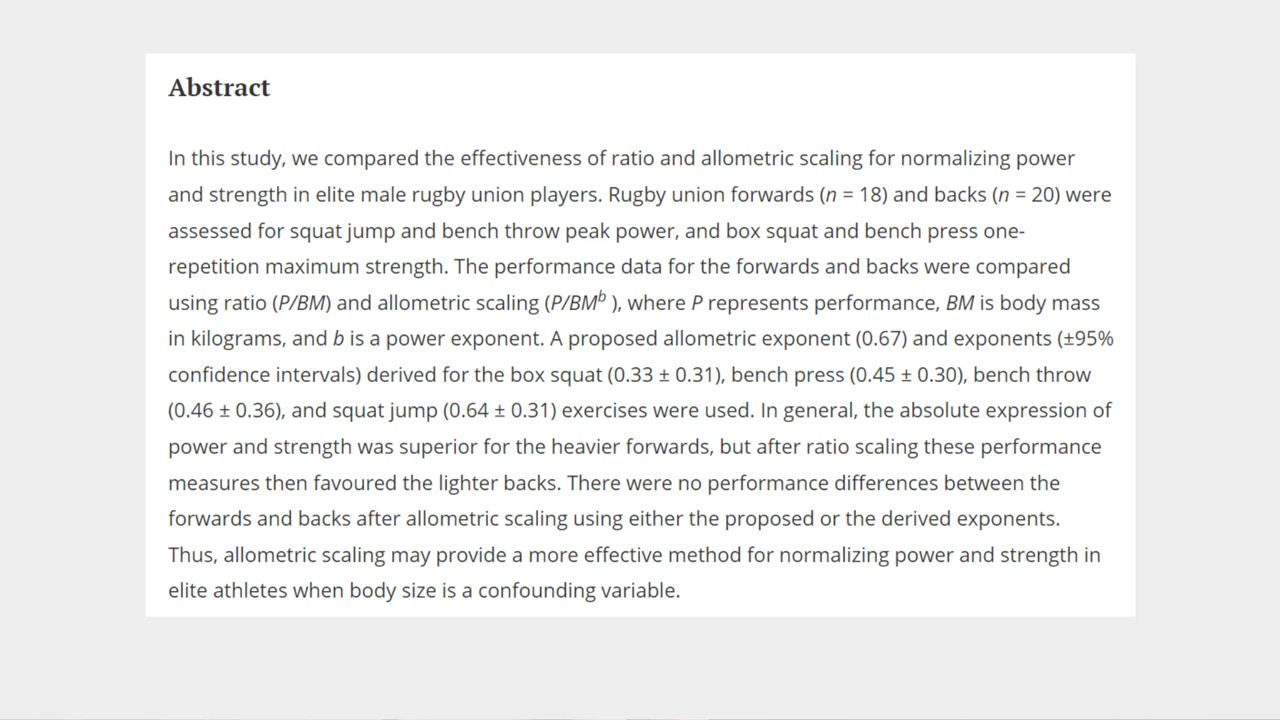 Abstract
In this study, we compared the effectiveness of ratio and allometric scaling for normalizing power
and strength in elite male rugby union players. Rugby union forwards (n = 18) and backs (n = 20) were
assessed for squat jump and bench throw peak power, and box squat and bench press one-
repetition maximum strength. The performance data for the forwards and backs were compared
using ratio (P/BM) and allometric scaling (P/BMᵇ ), where P represents performance, BM is body mass
in kilograms, and b is a power exponent. A proposed allometric exponent (0.67) and exponents (±95%
confidence intervals) derived for the box squat (0.33 ± 0.31), bench press (0.45 ± 0.30), bench throw
(0.46 ± 0.36), and squat jump (0.64 ± 0.31) exercises were used. In general, the absolute expression of
power and strength was superior for the heavier forwards, but after ratio scaling these performance
measures then favoured the lighter backs. There were no performance differences between the
forwards and backs after allometric scaling using either the proposed or the derived exponents.
Thus, allometric scaling may provide a more effective method for normalizing power and strength in
elite athletes when body size is a confounding variable.